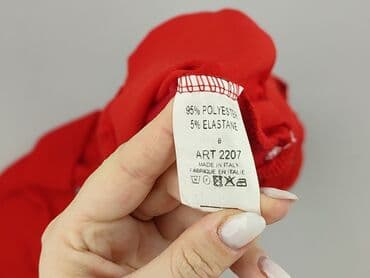 95% POLYESTER
5% ELASTANE
ART 2207
MADE IN ITALY
FABRIQUE EN ITALIE